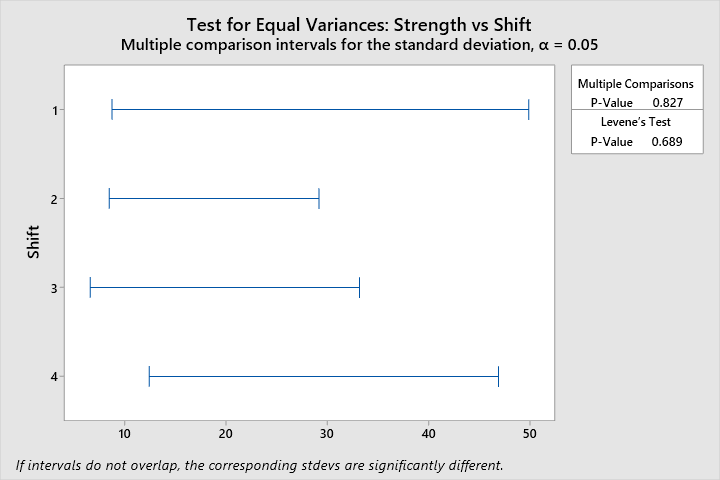 Test for Equal Variances: Strength vs Shift
Multiple comparison intervals for the standard deviation, α = 0.05
Multiple Comparisons
P-Value 0.827
Levene's Test
P-Value 0.689
Shift
1
2
3
4
10 20 30 40 50
If intervals do not overlap, the corresponding stdevs are significantly different.